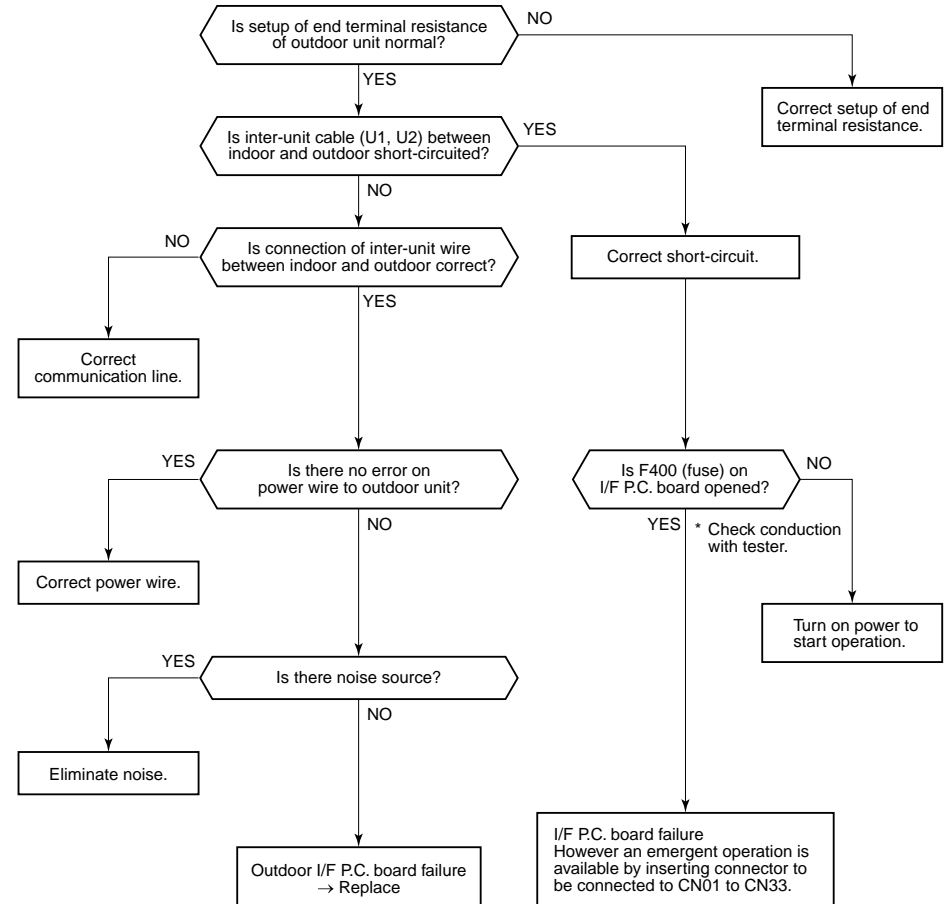 Is setup of end terminal resistance
of outdoor unit normal?
NO
YES
Correct setup of end
terminal resistance.
Is inter-unit cable (U1, U2) between
indoor and outdoor short-circuited?
YES
NO
NO
Is connection of inter-unit wire
between indoor and outdoor correct?
YES
Correct short-circuit.
Correct
communication line.
YES
Is there no error on
power wire to outdoor unit?
NO
Is F400 (fuse) on
I/F P.C. board opened?
NO
YES
* Check conduction
with tester.
Correct power wire.
Turn on power to
start operation.
YES
Is there noise source?
NO
Eliminate noise.
Outdoor I/F P.C. board failure
→ Replace
I/F P.C. board failure
However an emergent operation is
available by inserting connector to
be connected to CN01 to CN33.